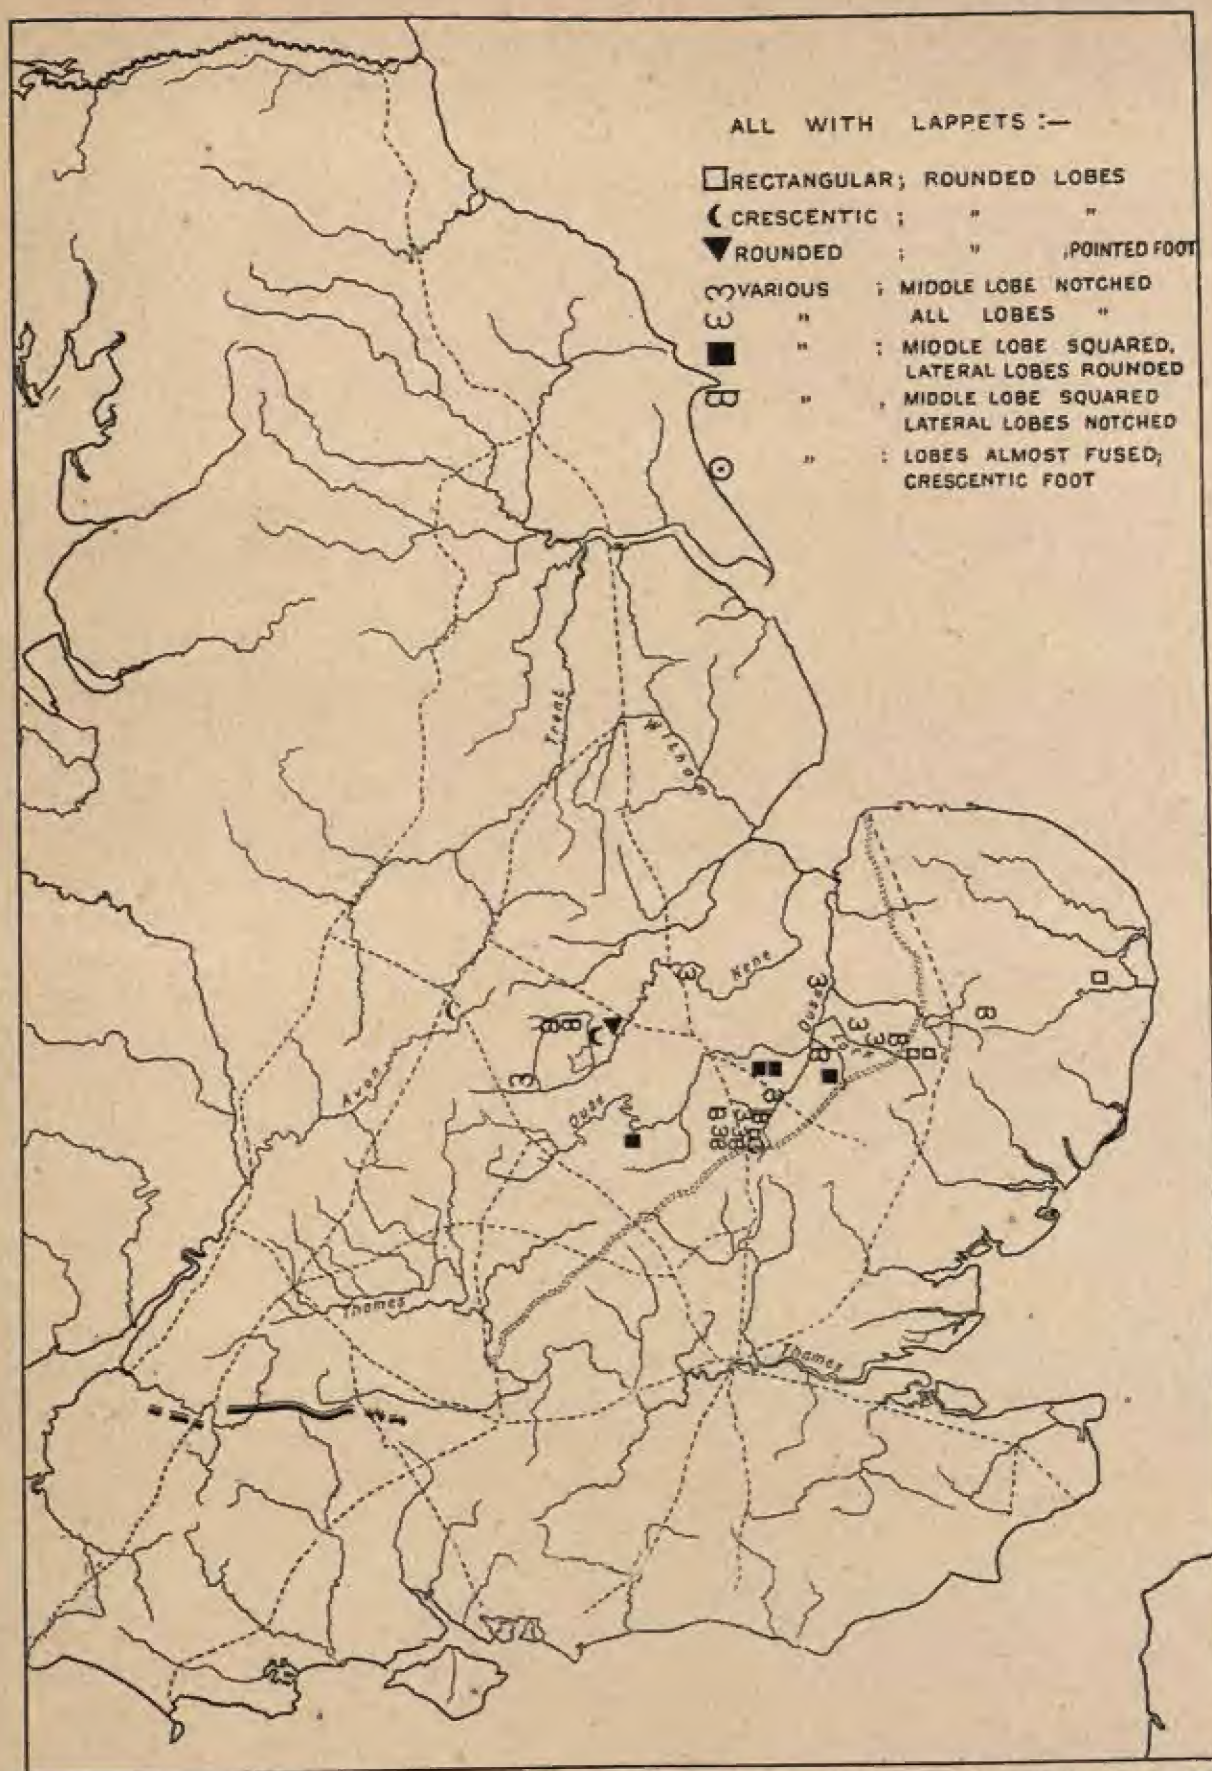 ALL WITH LAPPETS :—
RECTANGULAR; ROUNDED LOBES
CRESCENTIC ; " "
ROUNDED ; " ;POINTED FOOT
VARIOUS ; MIDDLE LOBE NOTCHED
" ALL LOBES "
" : MIDDLE LOBE SQUARED,
LATERAL LOBES ROUNDED
B " , MIDDLE LOBE SQUARED
LATERAL LOBES NOTCHED
" : LOBES ALMOST FUSED;
CRESCENTIC FOOT
Trent
Witham
Nene
Ouse
Lark
Avon
Ouse
Thames
Thames